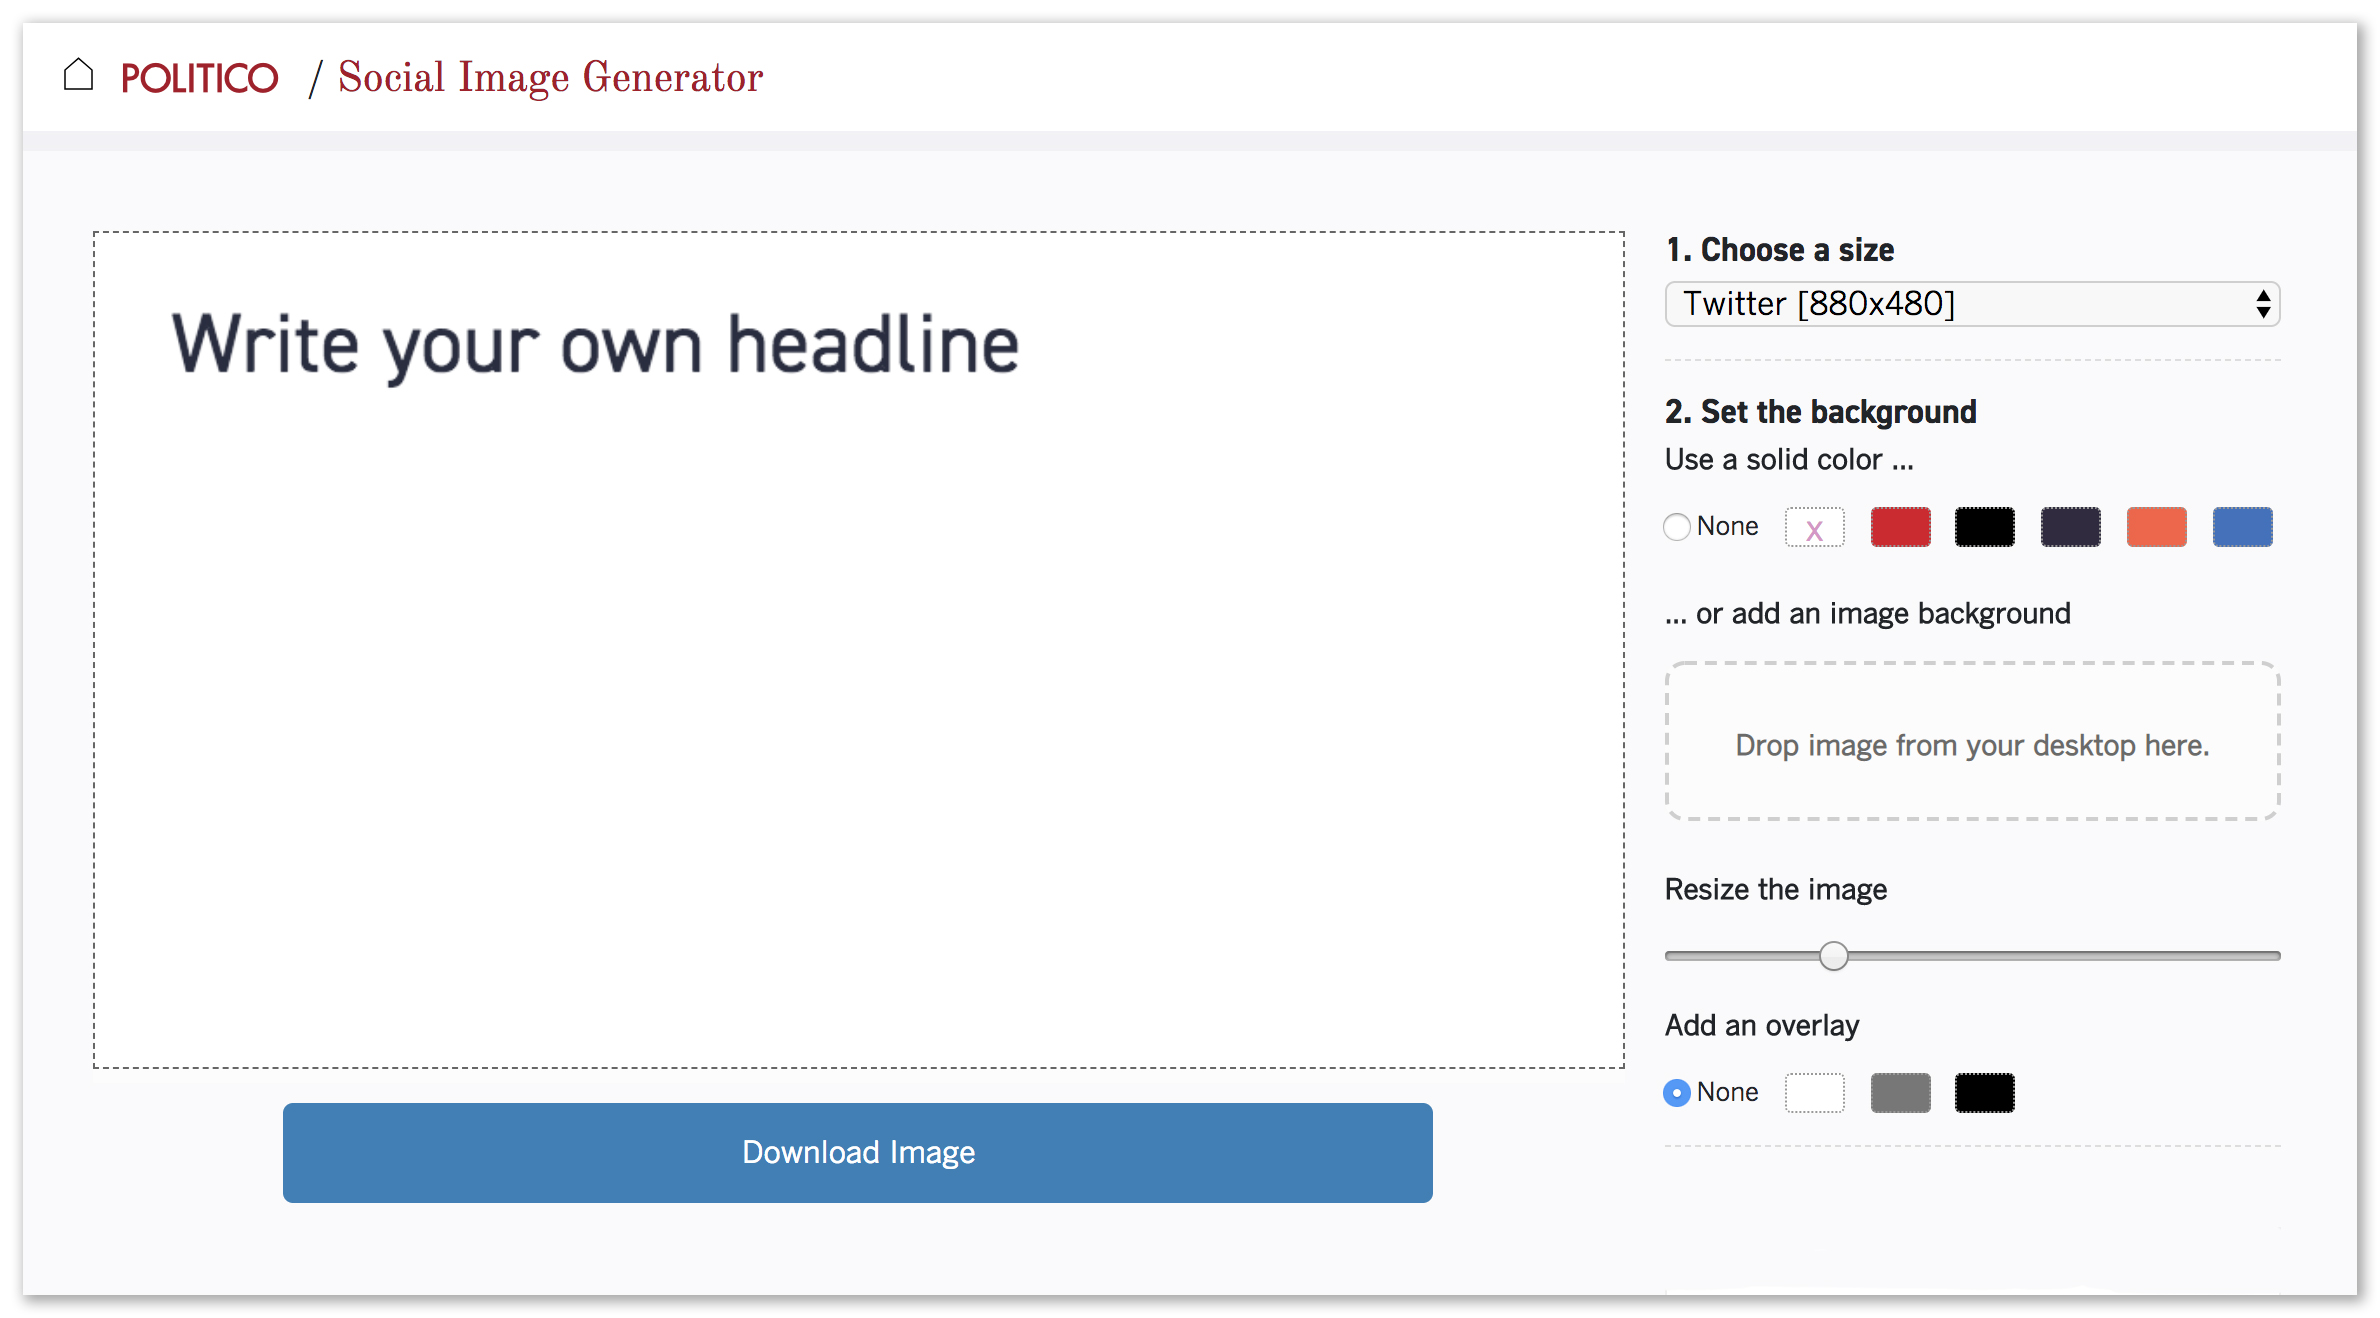 POLITICO / Social Image Generator
Write your own headline
Download Image
1. Choose a size
Twitter [880x480]
2. Set the background
Use a solid color ...
None x
... or add an image background
Drop image from your desktop here.
Resize the image
Add an overlay
None